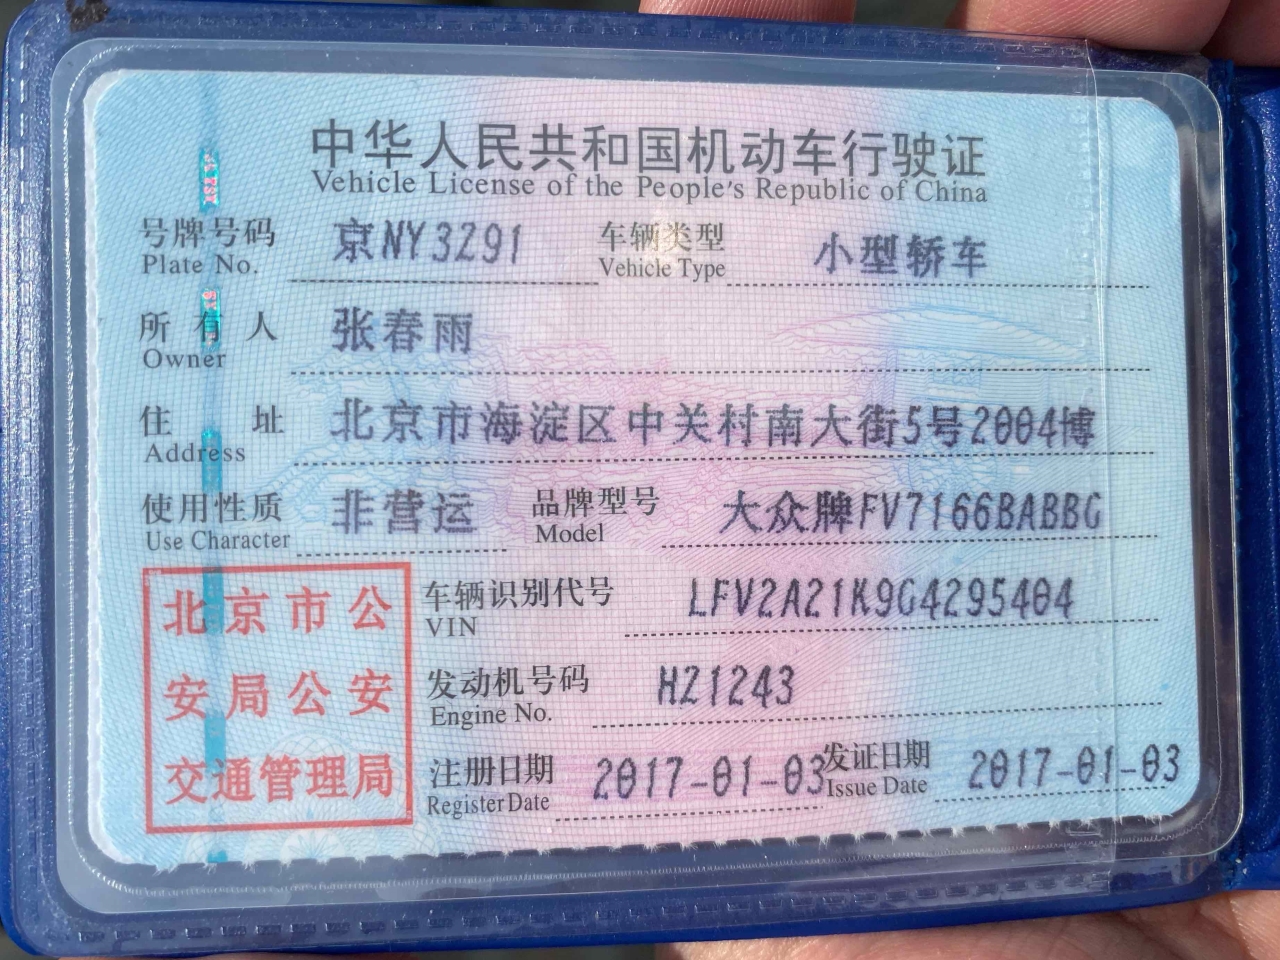 中华人民共和国机动车行驶证
Vehicle License of the People's Republic of China
号牌号码 京NY3Z91 车辆类型 小型轿车
Plate No. Vehicle Type
所有人 张春雨
Owner
住址 北京市海淀区中关村南大街5号2004博
Address
使用性质 非营运 品牌型号 大众牌FV7166BABBG
Use Character Model
北京市公
安局公安
交通管理局
车辆识别代号 LFV2A21K9G4295404
VIN
发动机号码 HZ1243
Engine No.
注册日期 2017-01-03 发证日期 2017-01-03
Register Date Issue Date